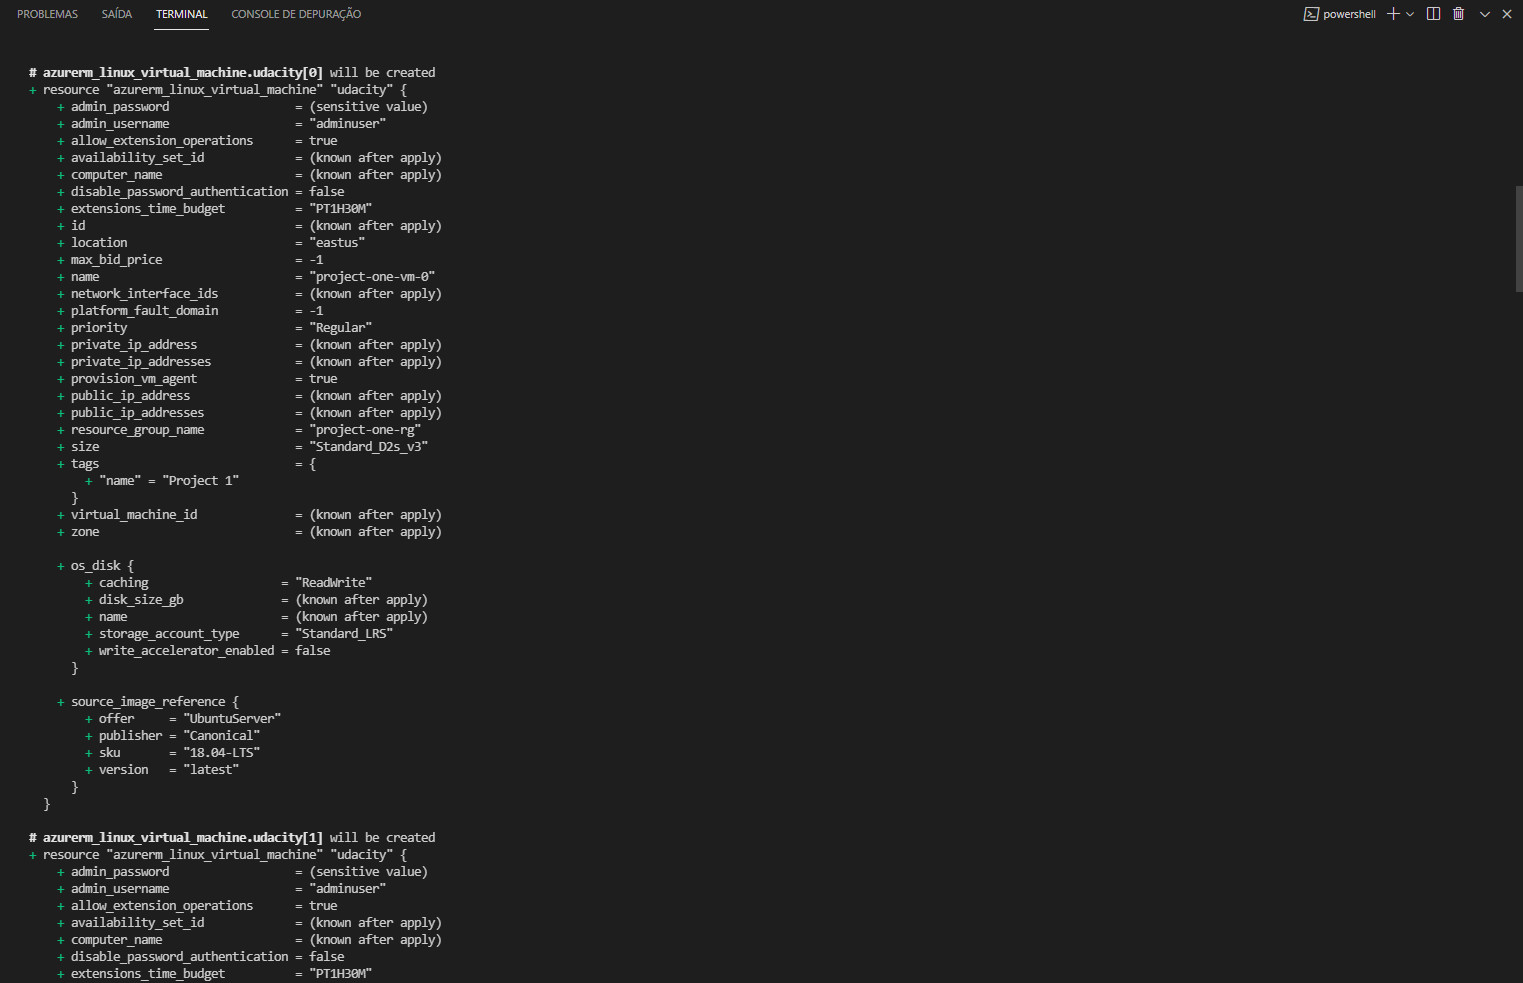 PROBLEMAS SAÍDA TERMINAL CONSOLE DE DEPURAÇÃO powershell
# azurerm_linux_virtual_machine.udacity[0] will be created
+ resource "azurerm_linux_virtual_machine" "udacity" {
+ admin_password = (sensitive value)
+ admin_username = "adminuser"
+ allow_extension_operations = true
+ availability_set_id = (known after apply)
+ computer_name = (known after apply)
+ disable_password_authentication = false
+ extensions_time_budget = "PT1H30M"
+ id = (known after apply)
+ location = "eastus"
+ max_bid_price = -1
+ name = "project-one-vm-0"
+ network_interface_ids = (known after apply)
+ platform_fault_domain = -1
+ priority = "Regular"
+ private_ip_address = (known after apply)
+ private_ip_addresses = (known after apply)
+ provision_vm_agent = true
+ public_ip_address = (known after apply)
+ public_ip_addresses = (known after apply)
+ resource_group_name = "project-one-rg"
+ size = "Standard_D2s_v3"
+ tags = {
+ "name" = "Project 1"
}
+ virtual_machine_id = (known after apply)
+ zone = (known after apply)
+ os_disk {
+ caching = "ReadWrite"
+ disk_size_gb = (known after apply)
+ name = (known after apply)
+ storage_account_type = "Standard_LRS"
+ write_accelerator_enabled = false
}
+ source_image_reference {
+ offer = "UbuntuServer"
+ publisher = "Canonical"
+ sku = "18.04-LTS"
+ version = "latest"
}
}
# azurerm_linux_virtual_machine.udacity[1] will be created
+ resource "azurerm_linux_virtual_machine" "udacity" {
+ admin_password = (sensitive value)
+ admin_username = "adminuser"
+ allow_extension_operations = true
+ availability_set_id = (known after apply)
+ computer_name = (known after apply)
+ disable_password_authentication = false
+ extensions_time_budget = "PT1H30M"